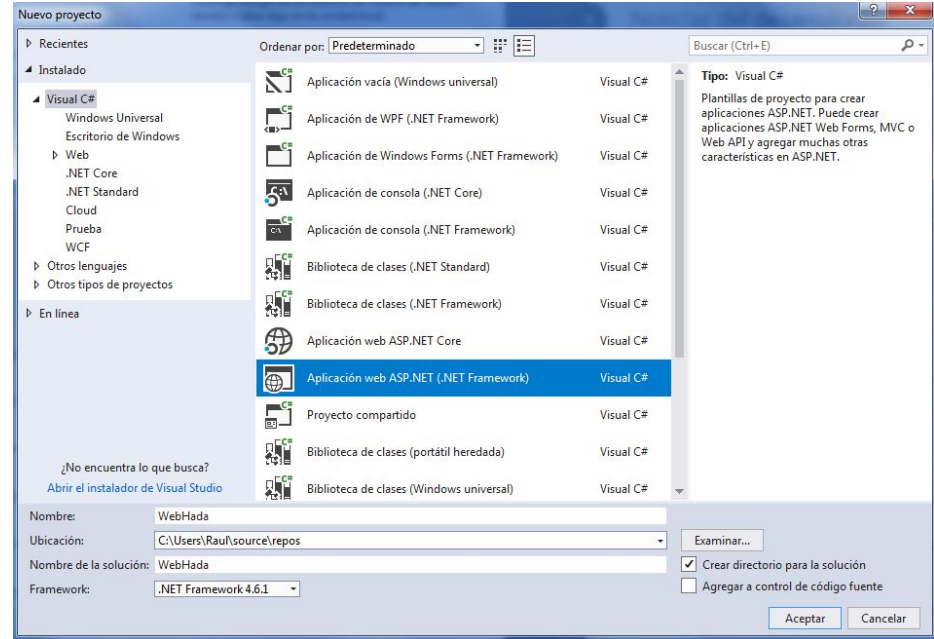 Nuevo proyecto
Recientes
Instalado
Visual C#
Windows Universal
Escritorio de Windows
Web
.NET Core
.NET Standard
Cloud
Prueba
WCF
Otros lenguajes
Otros tipos de proyectos
En línea
¿No encuentra lo que busca?
Abrir el instalador de Visual Studio
Ordenar por: Predeterminado
Aplicación vacía (Windows universal) Visual C#
Aplicación de WPF (.NET Framework) Visual C#
Aplicación de Windows Forms (.NET Framework) Visual C#
Aplicación de consola (.NET Core) Visual C#
Aplicación de consola (.NET Framework) Visual C#
Biblioteca de clases (.NET Standard) Visual C#
Biblioteca de clases (.NET Framework) Visual C#
Aplicación web ASP.NET Core Visual C#
Aplicación web ASP.NET (.NET Framework) Visual C#
Proyecto compartido Visual C#
Biblioteca de clases (portátil heredada) Visual C#
Biblioteca de clases (Windows universal) Visual C#
Buscar (Ctrl+E)
Tipo: Visual C#
Plantillas de proyecto para crear
aplicaciones ASP.NET. Puede crear
aplicaciones ASP.NET Web Forms, MVC o
Web API y agregar muchas otras
características en ASP.NET.
Nombre: WebHada
Ubicación: C:\Users\Raul\source\repos
Examinar...
Nombre de la solución: WebHada
Crear directorio para la solución
Framework: .NET Framework 4.6.1
Agregar a control de código fuente
Aceptar Cancelar